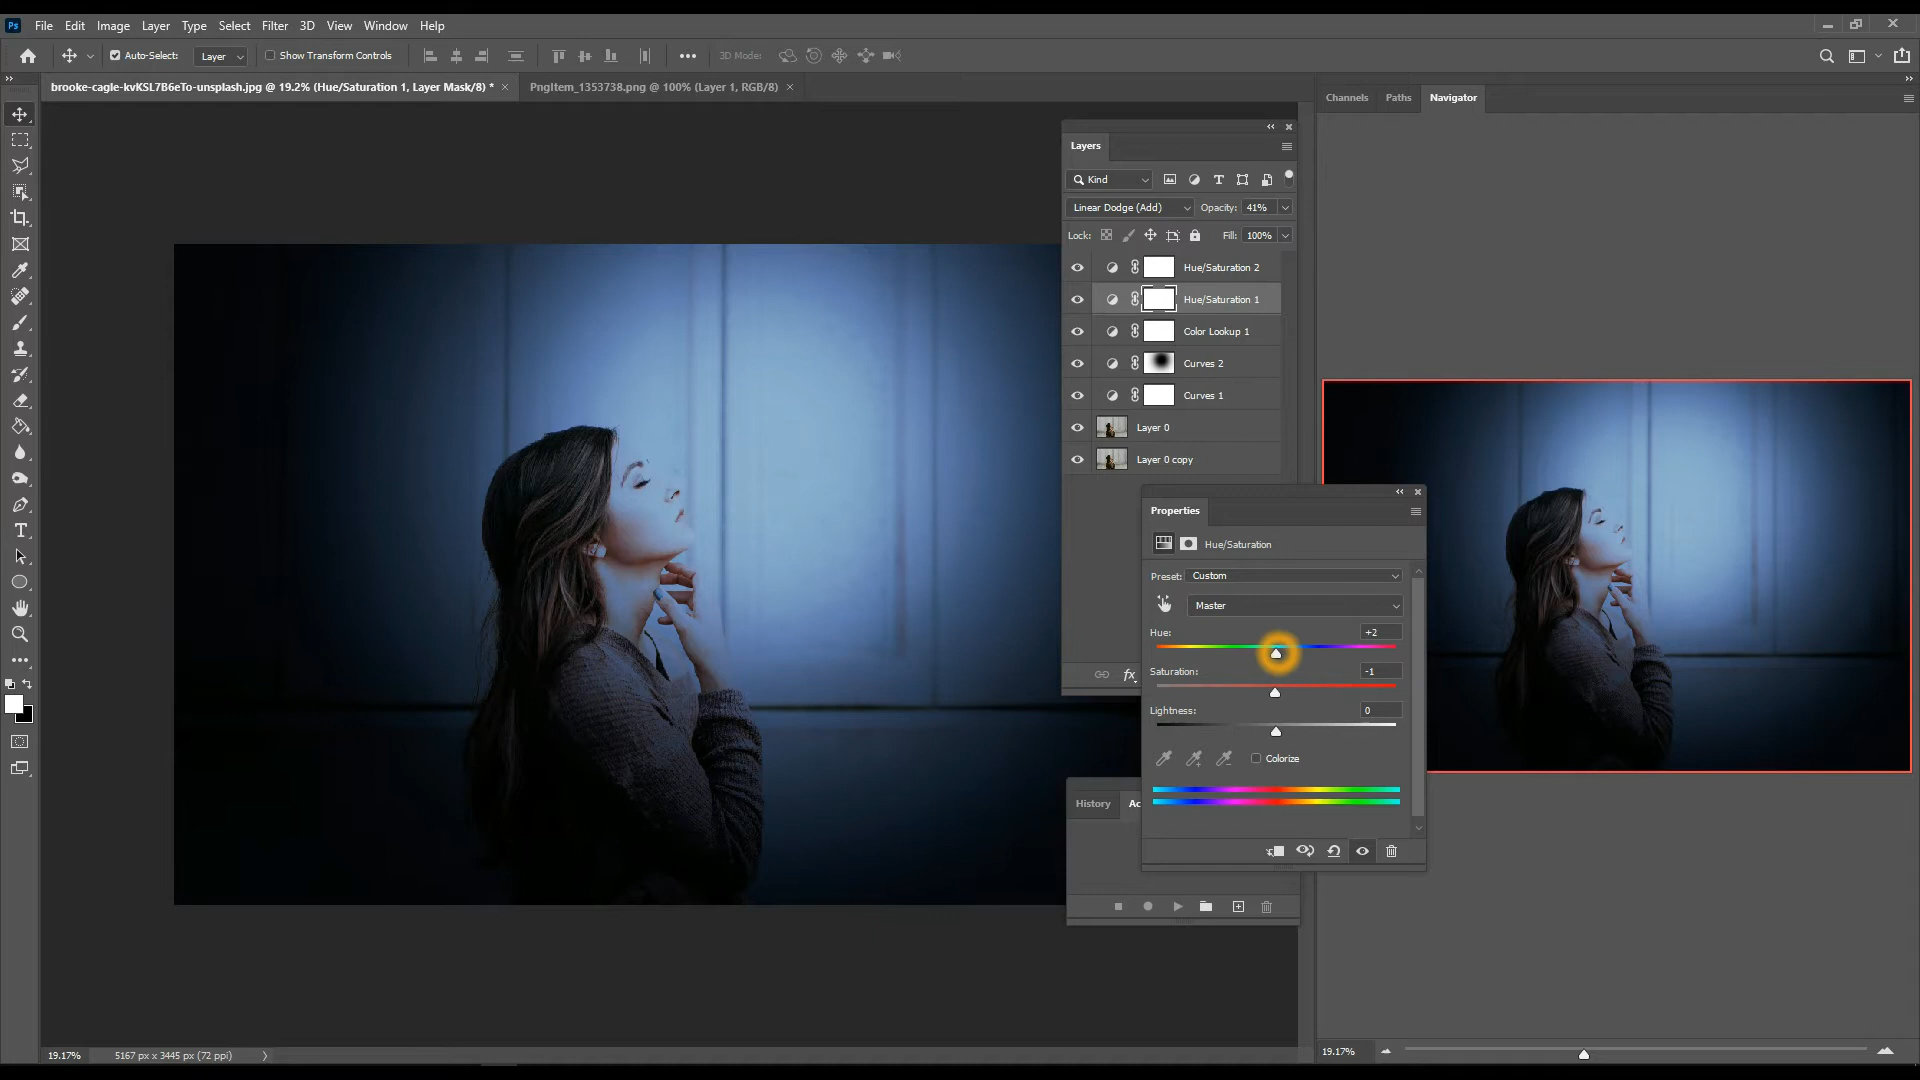 Ps File Edit Image Layer Type Select Filter 3D View Window Help
Auto-Select: Layer Show Transform Controls 3D Mode:
brooke-cagle-kvKSL7B6eTo-unsplash.jpg @ 19.2% (Hue/Saturation 1, Layer Mask/8) * PngItem_1353738.png @ 100% (Layer 1, RGB/8)
Channels Paths Navigator
Layers
Kind
Linear Dodge (Add) Opacity: 41%
Lock: Fill: 100%
Hue/Saturation 2
Hue/Saturation 1
Color Lookup 1
Curves 2
Curves 1
Layer 0
Layer 0 copy
fx
Properties
Hue/Saturation
Preset: Custom
Master
Hue: +2
Saturation: -1
Lightness: 0
Colorize
History Ac
19.17% 5167 px x 3445 px (72 ppi)
19.17%